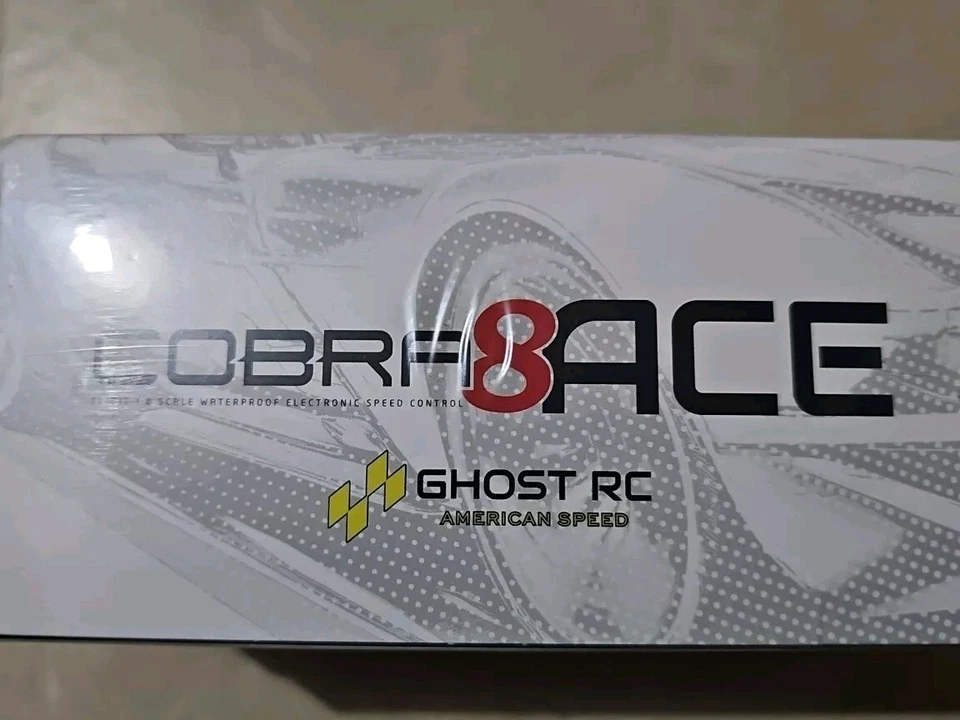 COBRA8ACE
SCALE WATERPROOF ELECTRONIC SPEED CONTROL
GHOST RC
AMERICAN SPEED